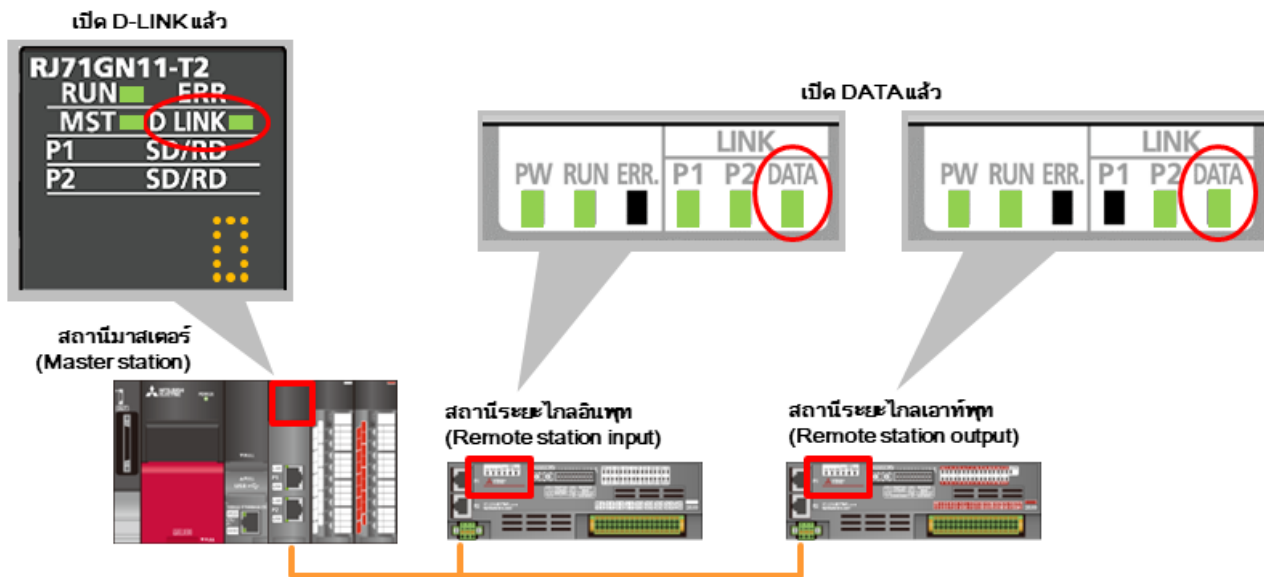 เปิด D-LINK แล้ว
RJ71GN11-T2
RUN ERR
MST D LINK
P1 SD/RD
P2 SD/RD
เปิด DATA แล้ว
LINK
PW RUN ERR. P1 P2 DATA
LINK
PW RUN ERR. P1 P2 DATA
สถานีมาสเตอร์
(Master station)
สถานีระยะไกลอินพุท
(Remote station input)
สถานีระยะไกลเอาท์พุท
(Remote station output)